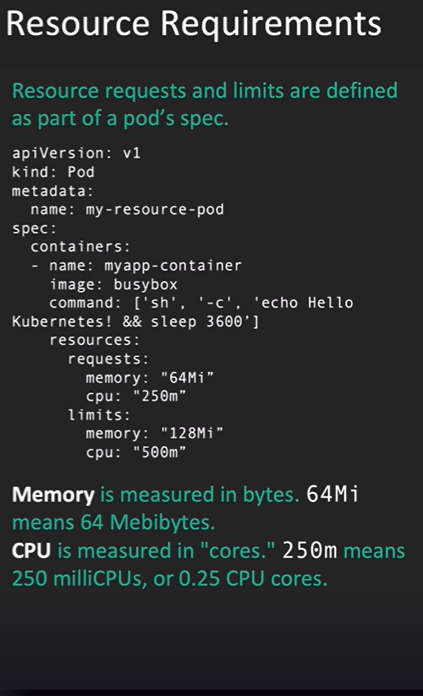 Resource Requirements
Resource requests and limits are defined
as part of a pod’s spec.
apiVersion: v1
kind: Pod
metadata:
  name: my-resource-pod
spec:
  containers:
  - name: myapp-container
    image: busybox
    command: ['sh', '-c', 'echo Hello
Kubernetes! && sleep 3600’]
    resources:
      requests:
        memory: "64Mi”
        cpu: "250m”
      limits:
        memory: "128Mi”
        cpu: "500m”
Memory is measured in bytes. 64Mi
means 64 Mebibytes.
CPU is measured in "cores." 250m means
250 milliCPUs, or 0.25 CPU cores.